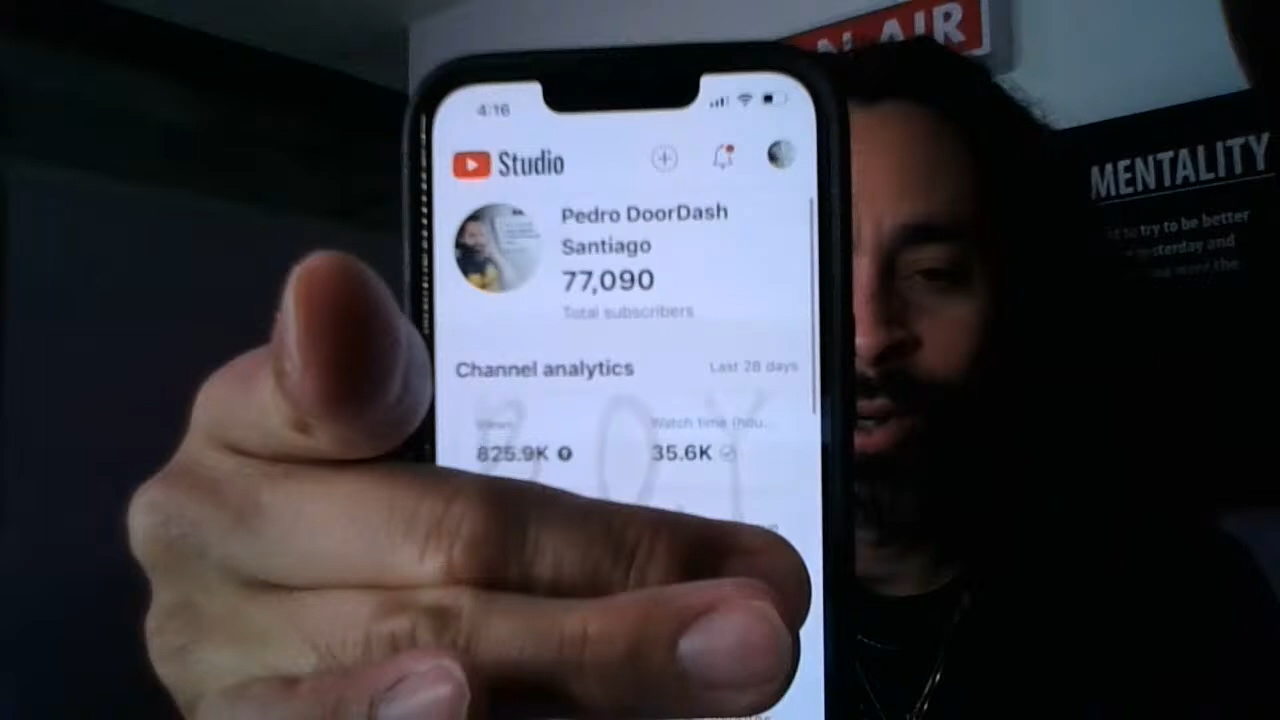 4:16
ON AIR
Studio
Pedro DoorDash
Santiago
77,090
Total subscribers
Channel analytics
Last 28 days
Views
Watch time (hou...
825.9K
35.6K
MENTALITY
to try to be better
yesterday and
the